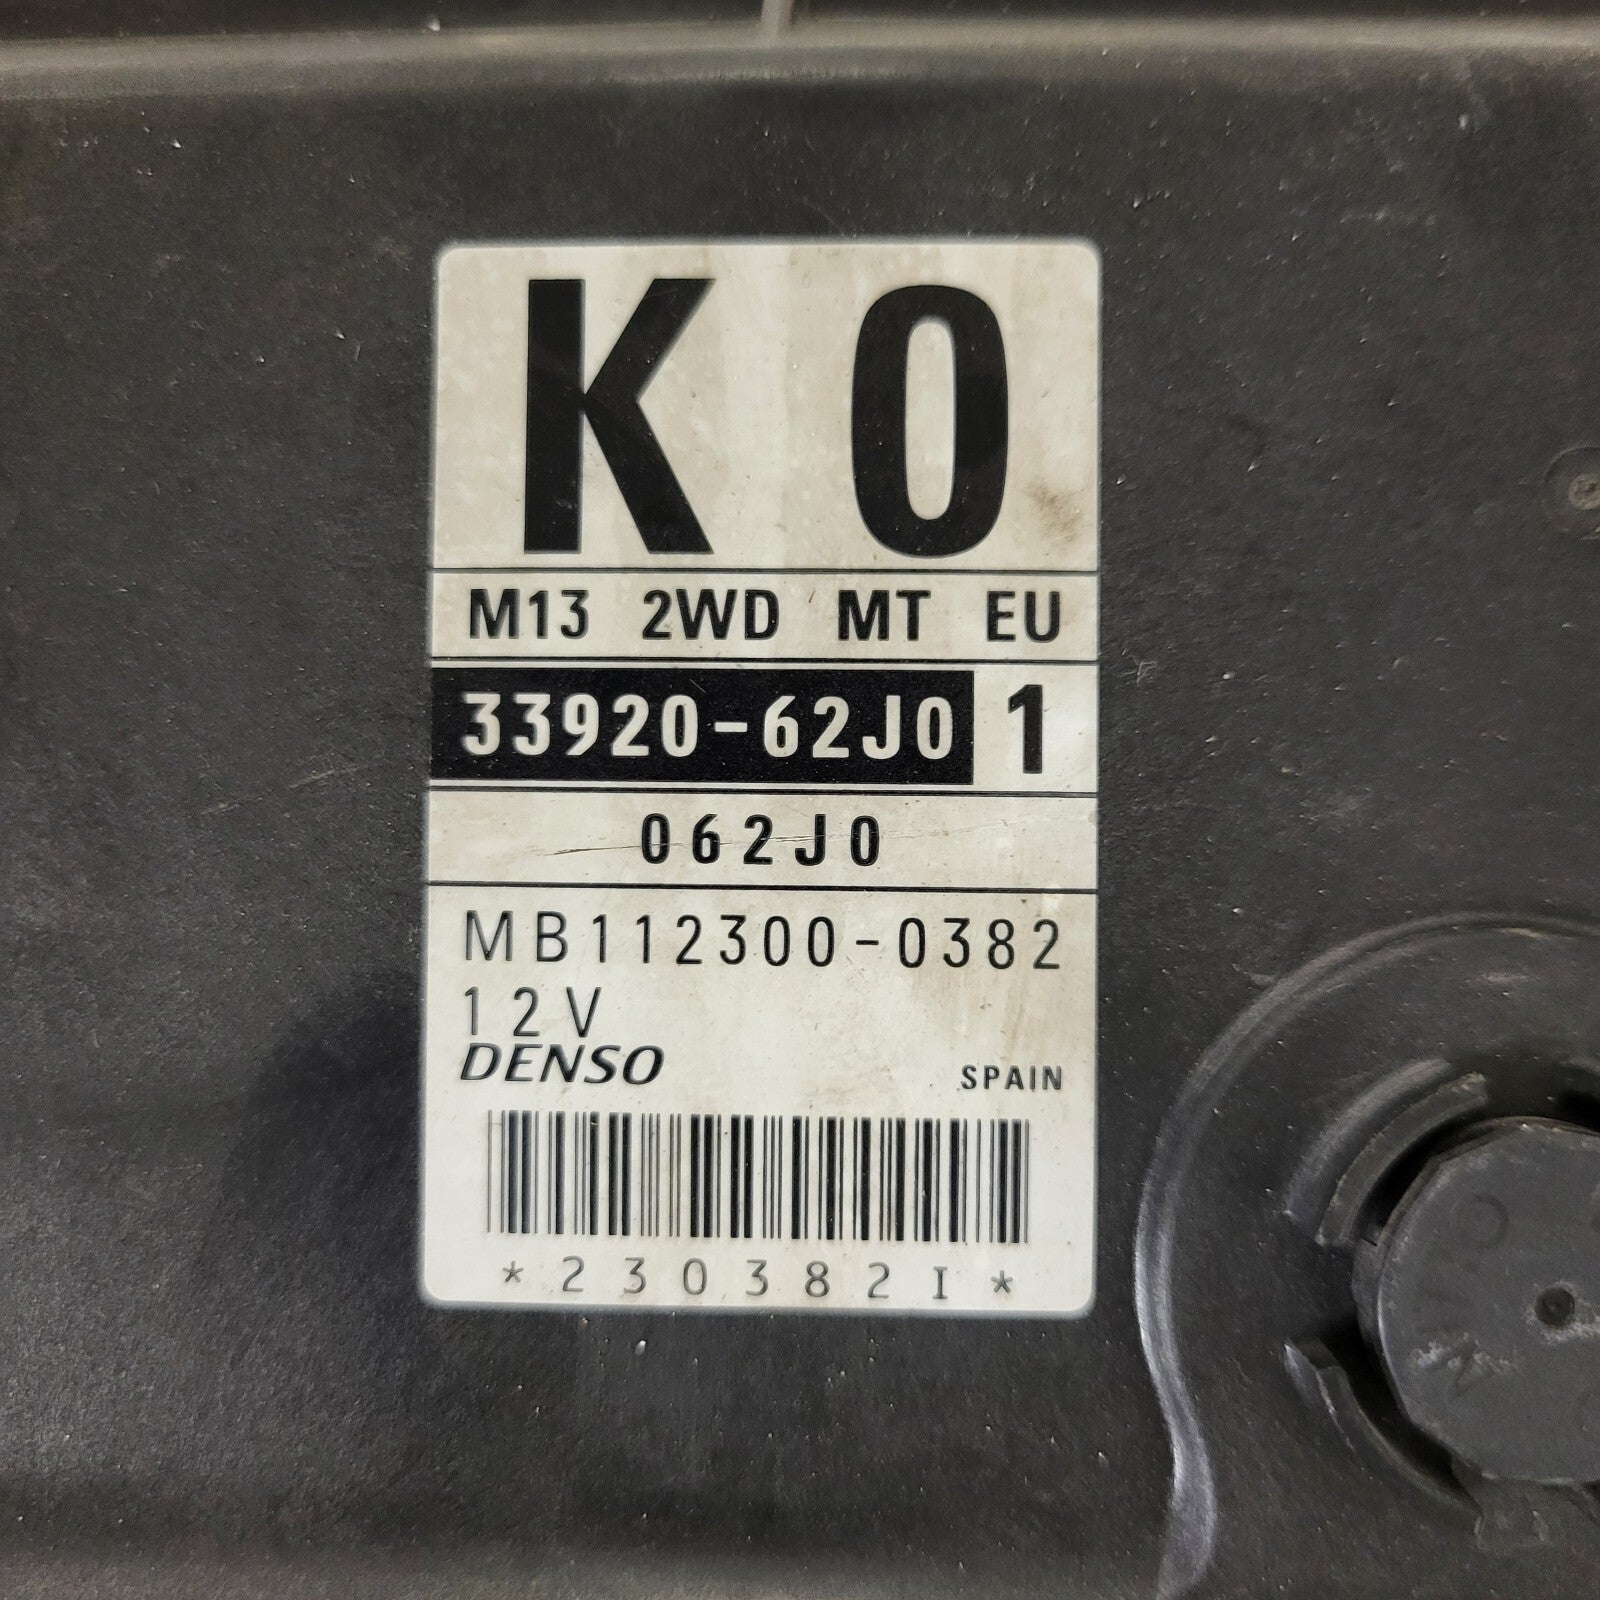 K 0
M13 2WD MT EU
33920-62J0 1
062J0
MB112300-0382
12V
DENSO SPAIN
*230382I*